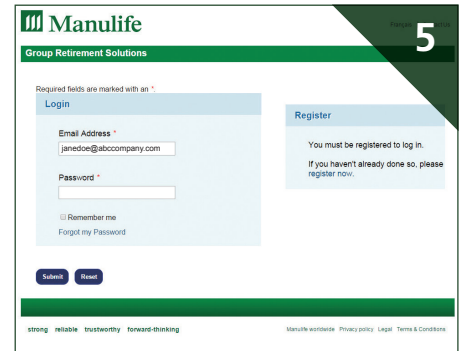 Manulife
Français
5
Group Retirement Solutions
Required fields are marked with an *.
Login
Email Address *
janedoe@abccompany.com
Password *
Remember me
Forgot my Password
Register
You must be registered to log in.
If you haven't already done so, please
register now.
Submit Reset
strong reliable trustworthy forward-thinking
Manulife worldwide Privacy policy Legal Terms & Conditions